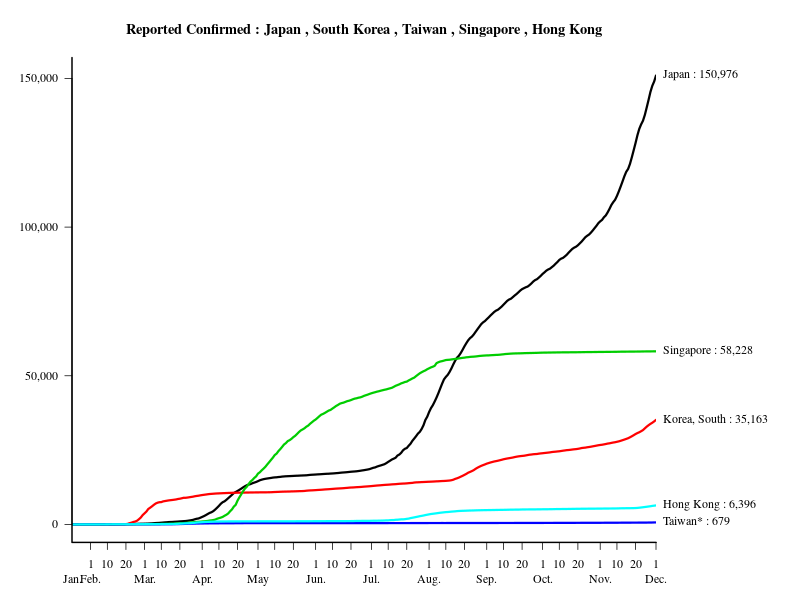 Reported Confirmed : Japan , South Korea , Taiwan , Singapore , Hong Kong
150,000
100,000
50,000
0
Japan : 150,976
Singapore : 58,228
Korea, South : 35,163
Hong Kong : 6,396
Taiwan* : 679
1 10 20 1 10 20 1 10 20 1 10 20 1 10 20 1 10 20 1 10 20 1 10 20 1 10 20 1 10 20 1
Jan. Feb. Mar. Apr. May Jun. Jul. Aug. Sep. Oct. Nov. Dec.